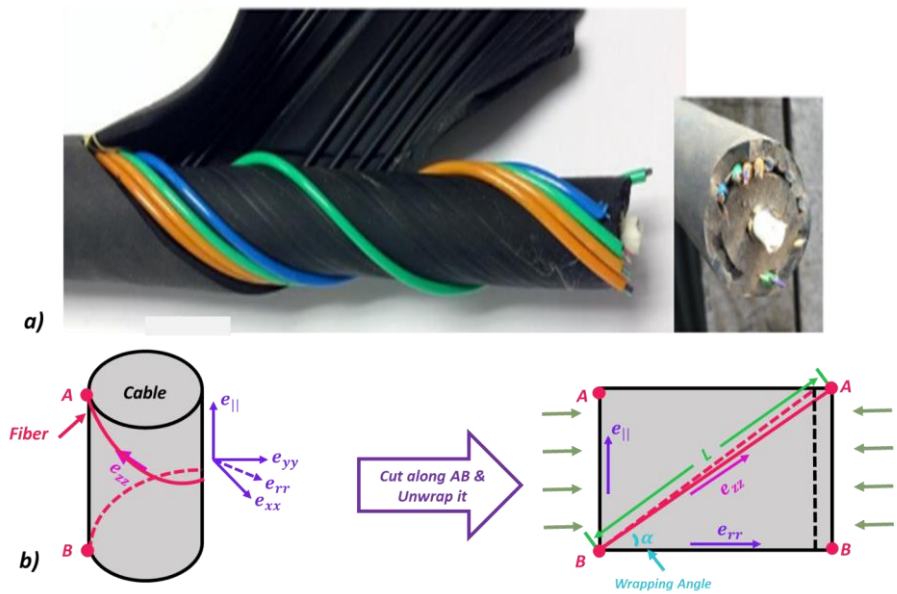 a)
A
Cable
Fiber
e||
ezz
eyy
err
exx
B
b)
Cut along AB &
Unwrap it
A
A
e||
L
ezz
α
err
B
B
Wrapping Angle